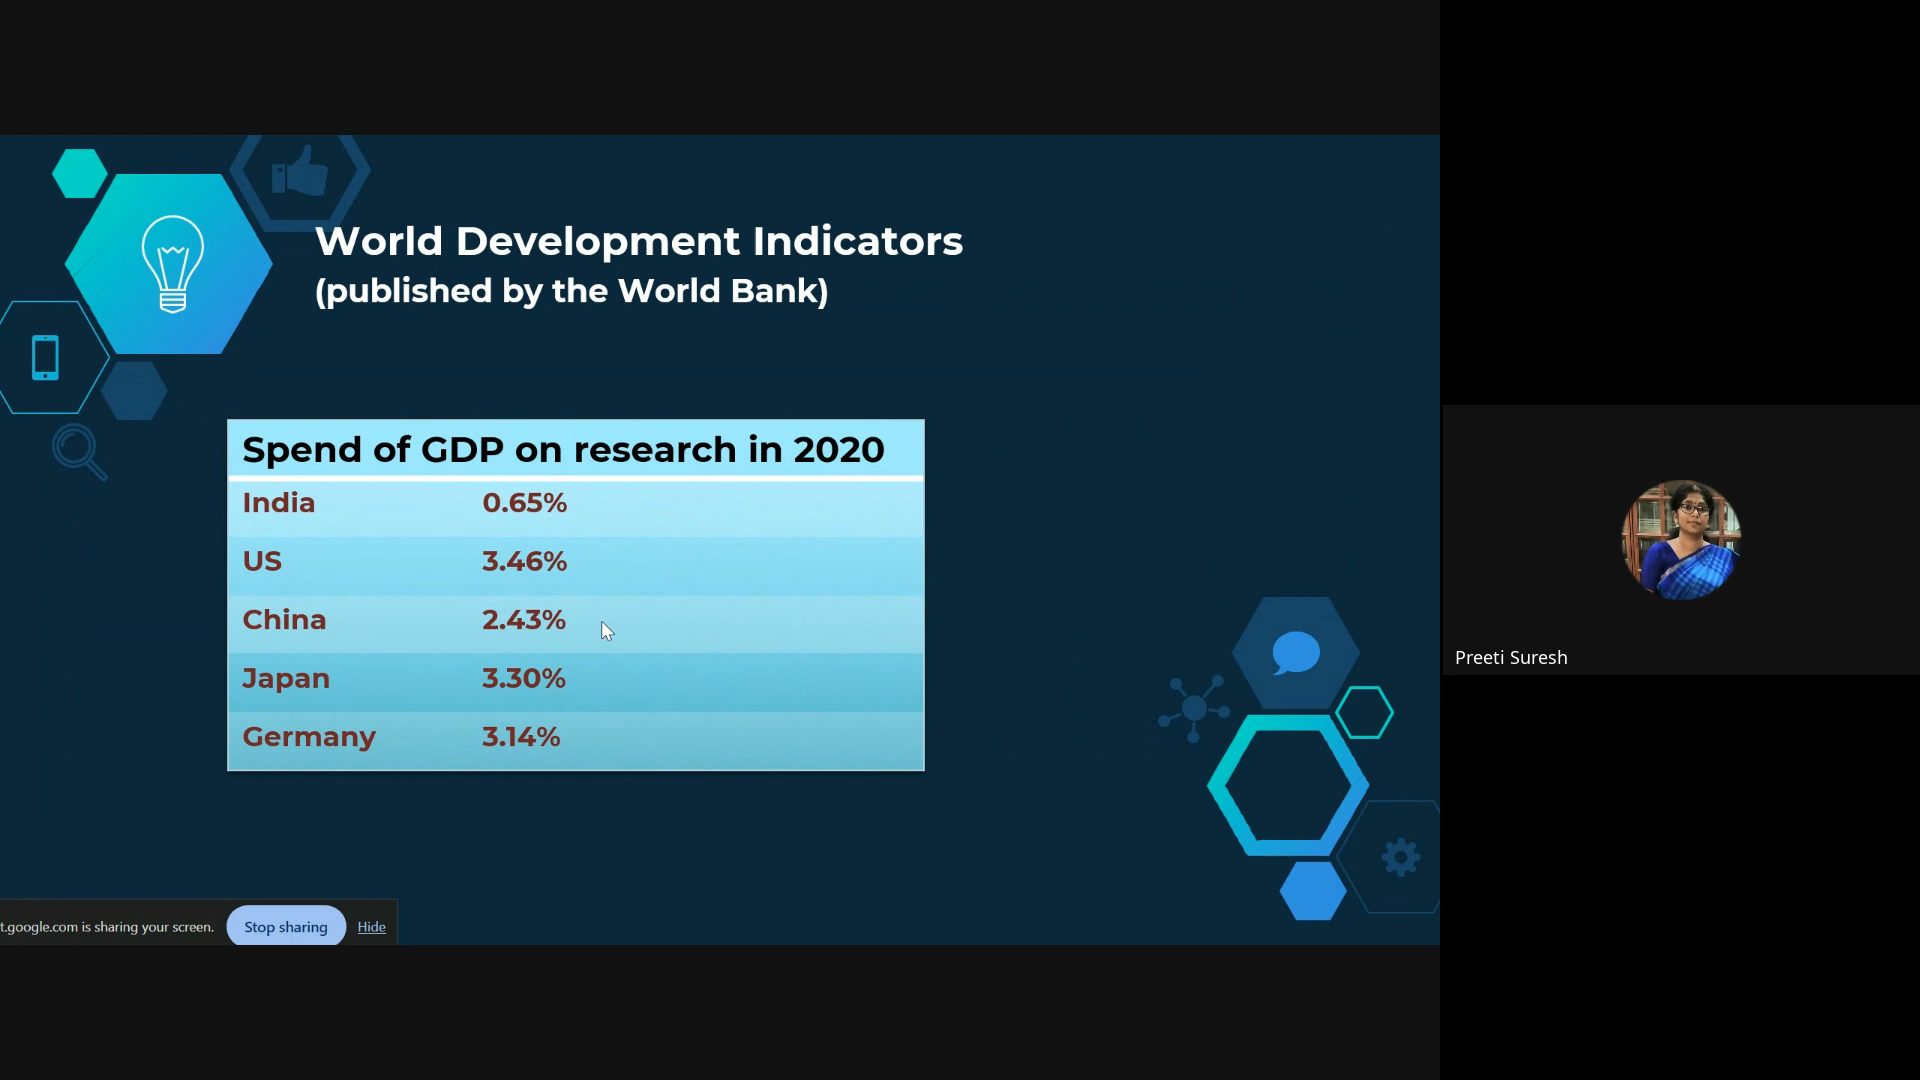 World Development Indicators
(published by the World Bank)
Spend of GDP on research in 2020
India 0.65%
US 3.46%
China 2.43%
Japan 3.30%
Germany 3.14%
Preeti Suresh
t.google.com is sharing your screen. Stop sharing Hide